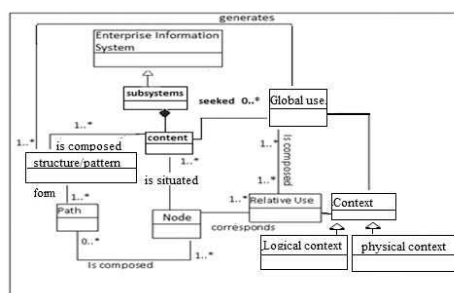 generates
Enterprise Information
System
subsystems
seeked 0..*
Global use.
1..*
content
is composed
1..*
1..*
1..*
structure/pattern
is situated
Is composed
form
1..*
1..*
1..*
1..*
Relative Use
Context
Path
Node
corresponds
0..*
1..*
Logical context
physical context
Is composed